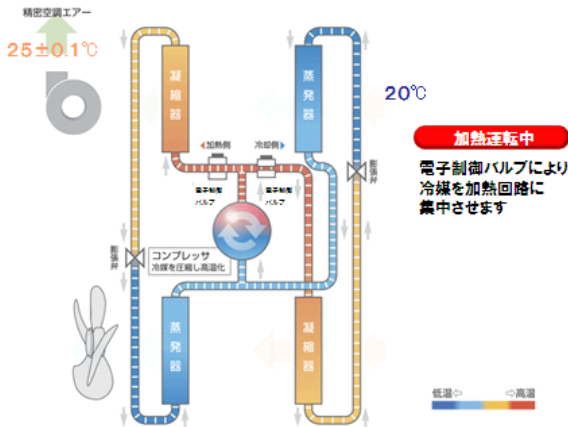 精密空調エアー
25±0.1℃
凝縮器
蒸発器
20℃
加熱運転中
電子制御バルブにより
冷媒を加熱回路に
集中させます
加熱側
冷却側
電子制御
バルブ
電子制御
バルブ
膨張弁
膨張弁
コンプレッサ
冷媒を圧縮し高温化
蒸発器
凝縮器
低温
高温